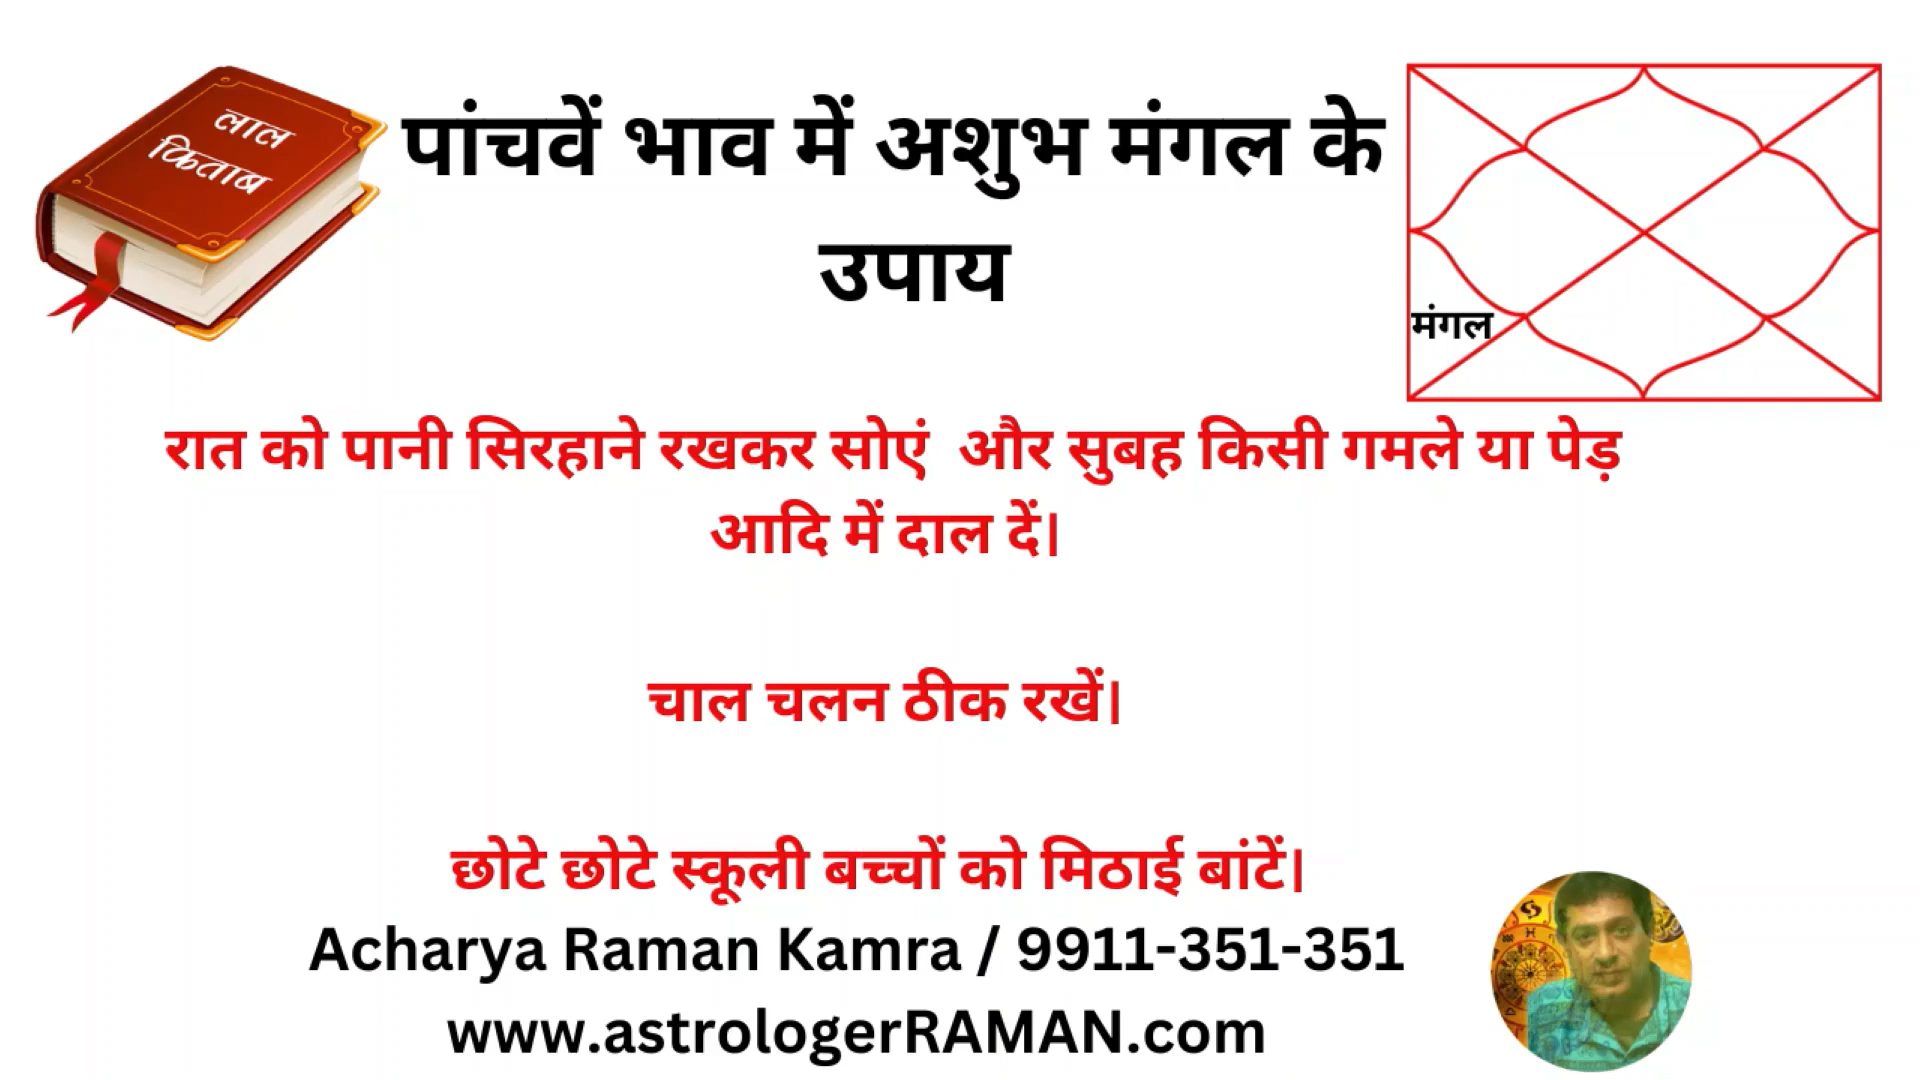 लाल
किताब
पांचवें भाव में अशुभ मंगल के
उपाय
मंगल
रात को पानी सिरहाने रखकर सोएं और सुबह किसी गमले या पेड़
आदि में दाल दें।
चाल चलन ठीक रखें।
छोटे छोटे स्कूली बच्चों को मिठाई बांटें।
Acharya Raman Kamra / 9911-351-351
www.astrologerRAMAN.com